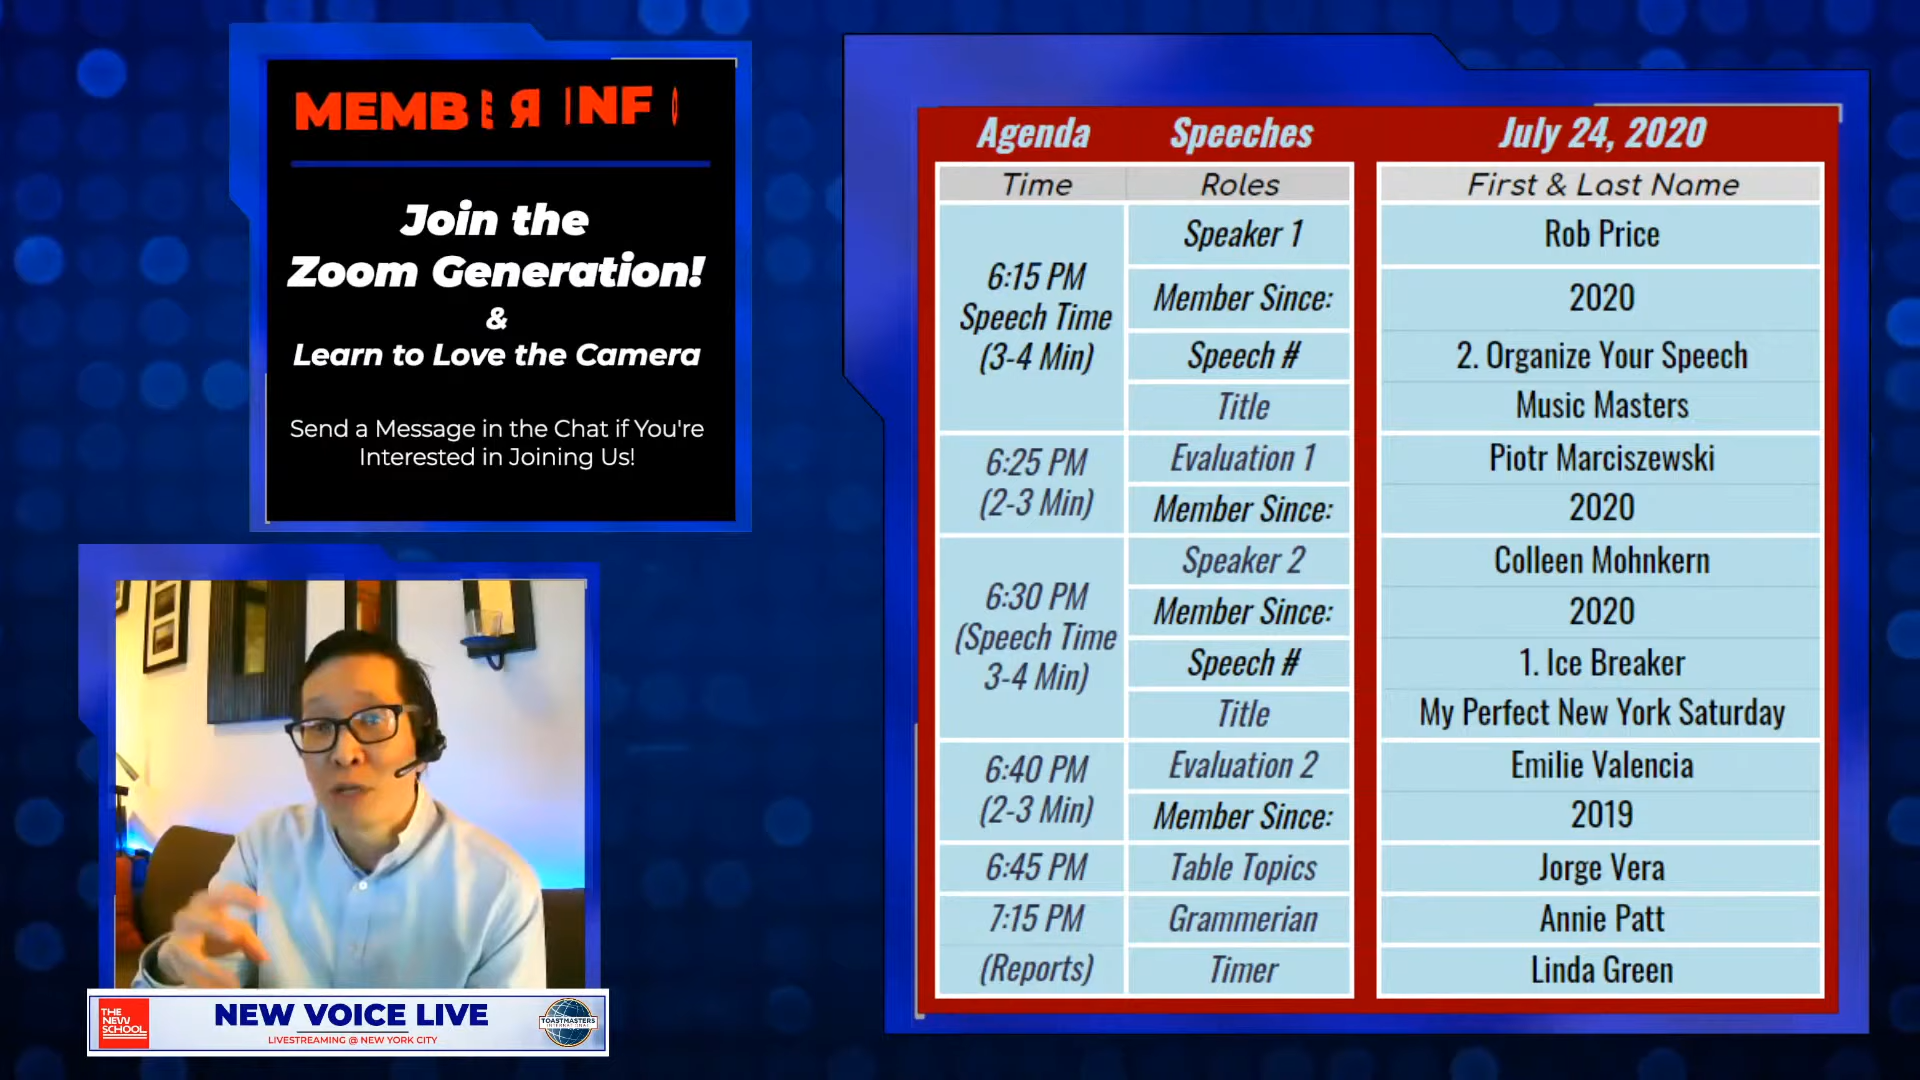 MEMBER INFO
Join the
Zoom Generation!
&
Learn to Love the Camera
Send a Message in the Chat if You're
Interested in Joining Us!
THE
NEW
SCHOOL
NEW VOICE LIVE
LIVESTREAMING @ NEW YORK CITY
TOASTMASTERS
INTERNATIONAL
Agenda Speeches July 24, 2020
Time Roles First & Last Name
6:15 PM
Speech Time
(3-4 Min)
Speaker 1 Rob Price
Member Since: 2020
Speech # 2. Organize Your Speech
Title Music Masters
6:25 PM
(2-3 Min)
Evaluation 1 Piotr Marciszewski
Member Since: 2020
6:30 PM
(Speech Time
3-4 Min)
Speaker 2 Colleen Mohnkern
Member Since: 2020
Speech # 1. Ice Breaker
Title My Perfect New York Saturday
6:40 PM
(2-3 Min)
Evaluation 2 Emilie Valencia
Member Since: 2019
6:45 PM Table Topics Jorge Vera
7:15 PM Grammerian Annie Patt
(Reports) Timer Linda Green